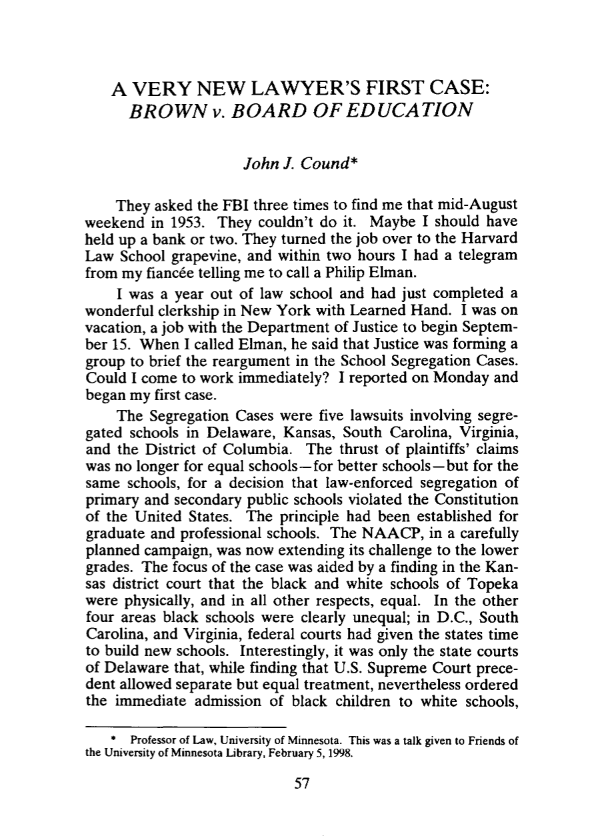 A VERY NEW LAWYER'S FIRST CASE:
BROWN v. BOARD OF EDUCATION
John J. Cound*
They asked the FBI three times to find me that mid-August
weekend in 1953. They couldn't do it. Maybe I should have
held up a bank or two. They turned the job over to the Harvard
Law School grapevine, and within two hours I had a telegram
from my fiancée telling me to call a Philip Elman.
I was a year out of law school and had just completed a
wonderful clerkship in New York with Learned Hand. I was on
vacation, a job with the Department of Justice to begin Septem-
ber 15. When I called Elman, he said that Justice was forming a
group to brief the reargument in the School Segregation Cases.
Could I come to work immediately? I reported on Monday and
began my first case.
The Segregation Cases were five lawsuits involving segre-
gated schools in Delaware, Kansas, South Carolina, Virginia,
and the District of Columbia. The thrust of plaintiffs' claims
was no longer for equal schools—for better schools—but for the
same schools, for a decision that law-enforced segregation of
primary and secondary public schools violated the Constitution
of the United States. The principle had been established for
graduate and professional schools. The NAACP, in a carefully
planned campaign, was now extending its challenge to the lower
grades. The focus of the case was aided by a finding in the Kan-
sas district court that the black and white schools of Topeka
were physically, and in all other respects, equal. In the other
four areas black schools were clearly unequal; in D.C., South
Carolina, and Virginia, federal courts had given the states time
to build new schools. Interestingly, it was only the state courts
of Delaware that, while finding that U.S. Supreme Court prece-
dent allowed separate but equal treatment, nevertheless ordered
the immediate admission of black children to white schools,
* Professor of Law, University of Minnesota. This was a talk given to Friends of
the University of Minnesota Library, February 5, 1998.
57